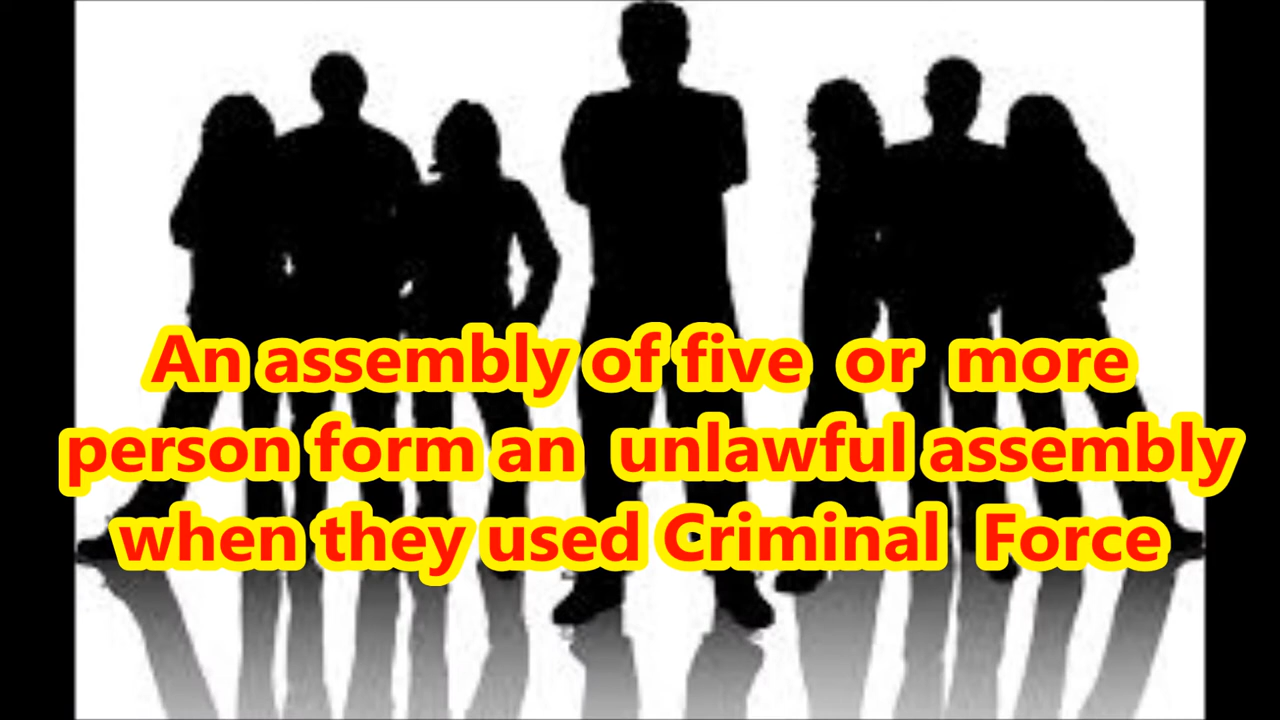 An assembly of five or more
person form an unlawful assembly
when they used Criminal Force